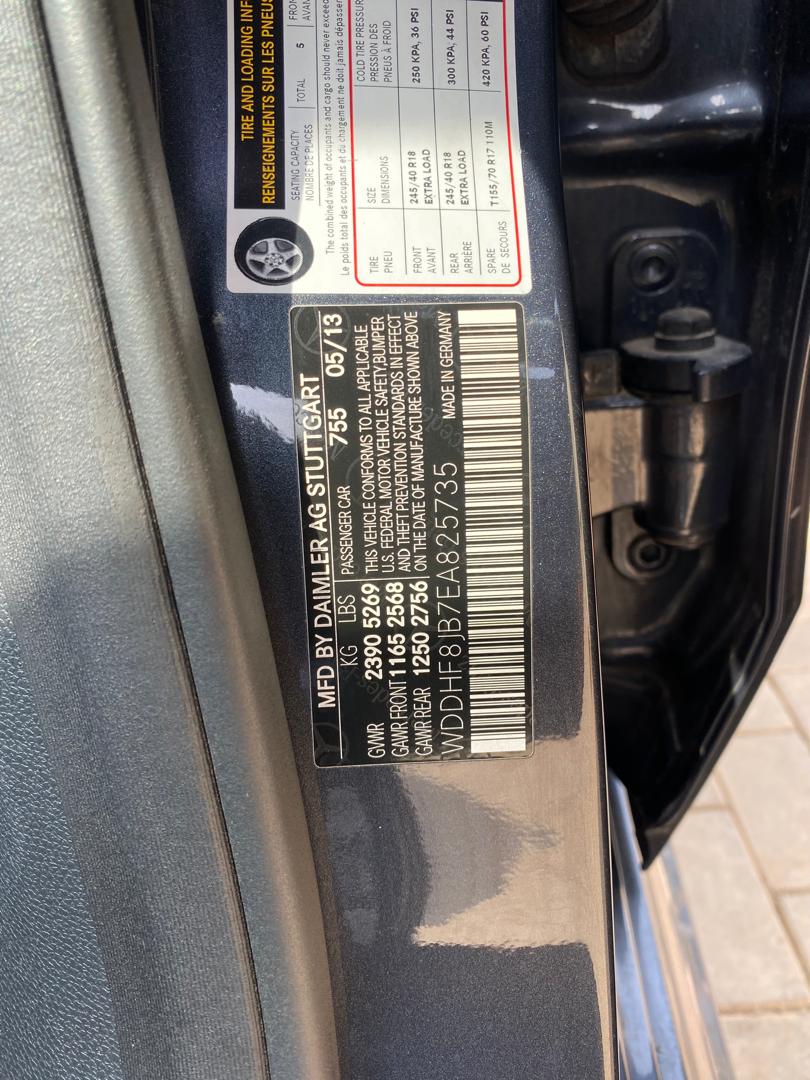 TIRE AND LOADING INF
RENSEIGNEMENTS SUR LES PNEUS
SEATING CAPACITY
NOMBRE DE PLACES
TOTAL 5
FRON
AVAN
The combined weight of occupants and cargo should never exceed
Le poids total des occupants et du chargement ne doit jamais dépasser
TIRE
PNEU
SIZE
DIMENSIONS
COLD TIRE PRESSURE
PRESSION DES
PNEUS À FROID
FRONT
AVANT
245/40 R18
EXTRA LOAD
250 KPA, 36 PSI
REAR
ARRIÈRE
245/40 R18
EXTRA LOAD
300 KPA, 44 PSI
SPARE
DE SECOURS
T155/70 R17 110M
420 KPA, 60 PSI
MFD BY DAIMLER AG STUTTGART
KG LBS PASSENGER CAR 755 05/13
GVWR 2390 5269
GAWR FRONT 1165 2568
GAWR REAR 1250 2756
THIS VEHICLE CONFORMS TO ALL APPLICABLE
U.S. FEDERAL MOTOR VEHICLE SAFETY,BUMPER
AND THEFT PREVENTION STANDARDS IN EFFECT
ON THE DATE OF MANUFACTURE SHOWN ABOVE
WDDHF8JB7EA825735 MADE IN GERMANY